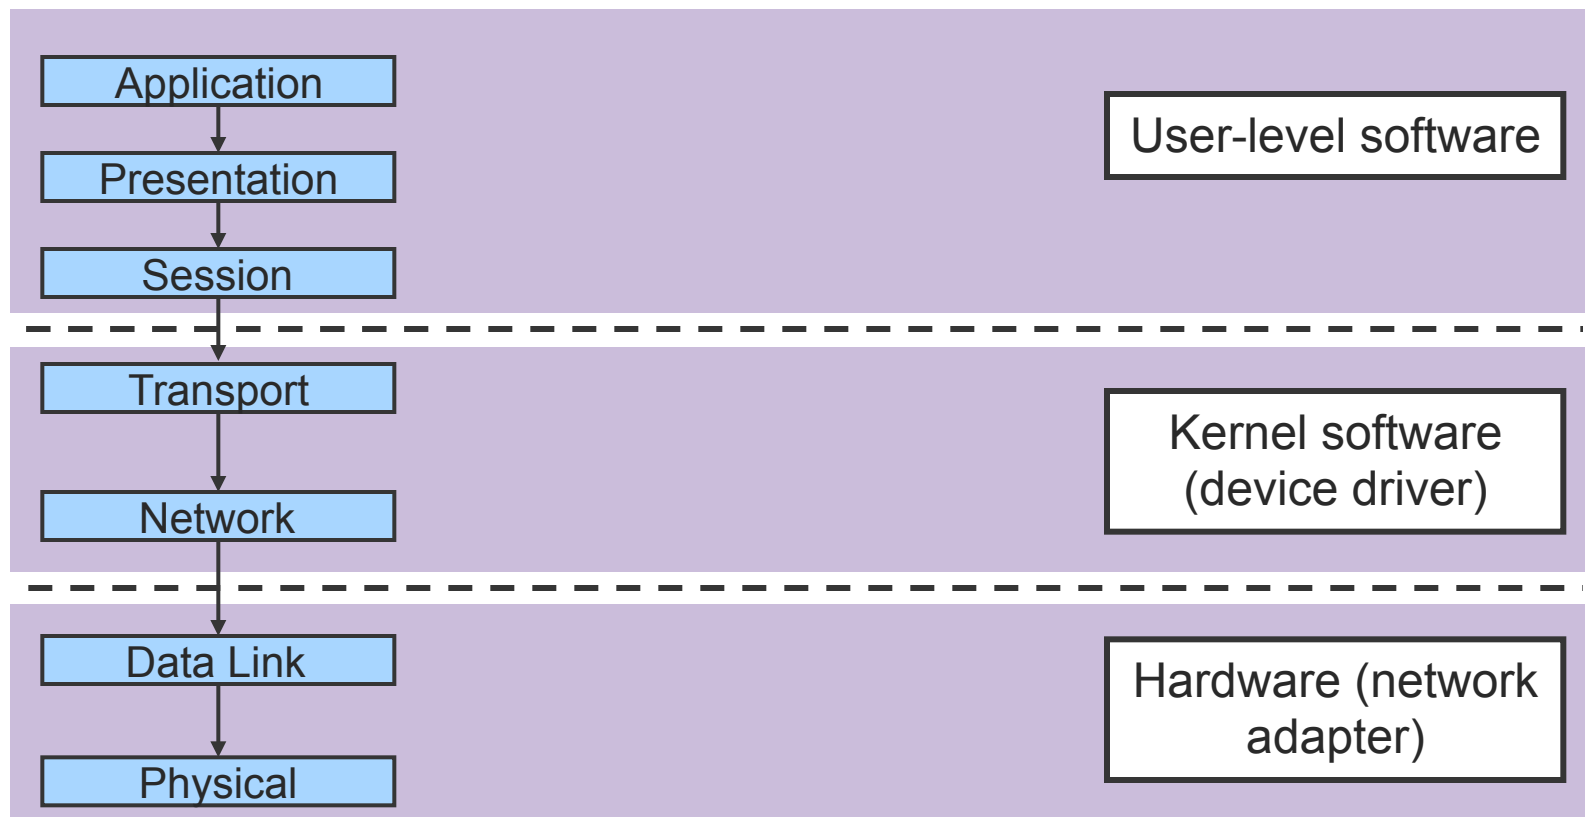 Application
Presentation
Session
User-level software
Transport
Network
Kernel software
(device driver)
Data Link
Physical
Hardware (network
adapter)